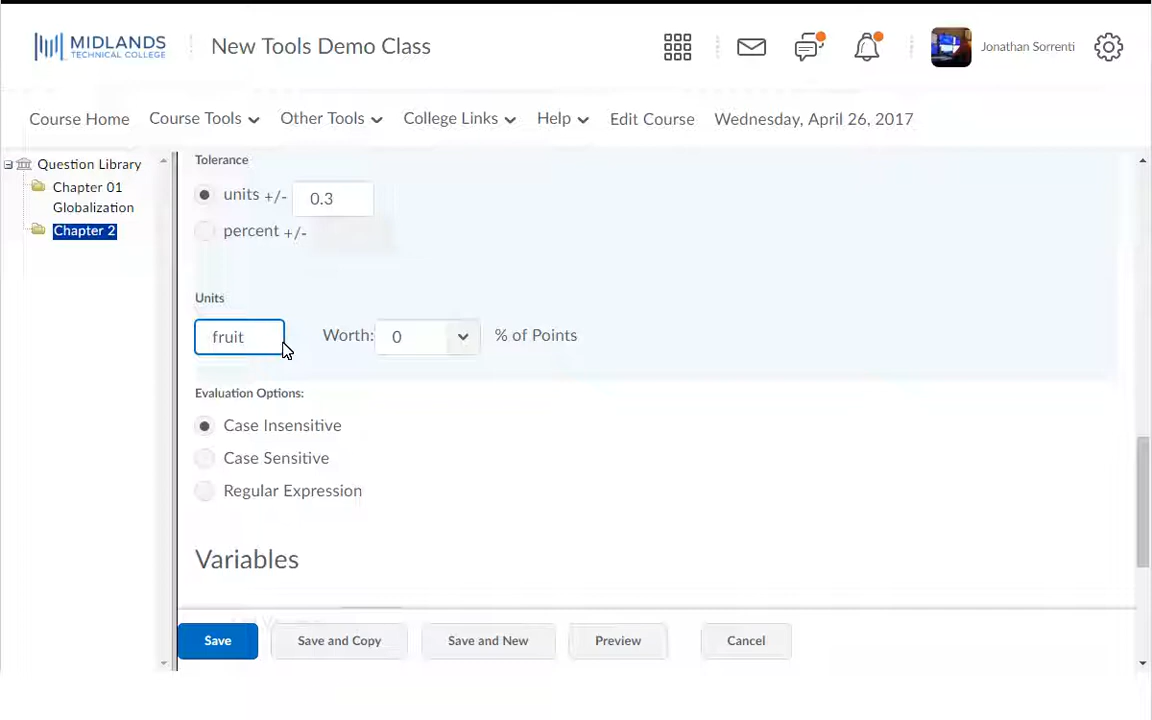 MIDLANDS
TECHNICAL COLLEGE
New Tools Demo Class
Jonathan Sorrenti
Course Home Course Tools Other Tools College Links Help Edit Course Wednesday, April 26, 2017
Question Library
Chapter 01
Globalization
Chapter 2
Tolerance
units +/- 0.3
percent +/-
Units
fruit Worth: 0 % of Points
Evaluation Options:
Case Insensitive
Case Sensitive
Regular Expression
Variables
Save Save and Copy Save and New Preview Cancel